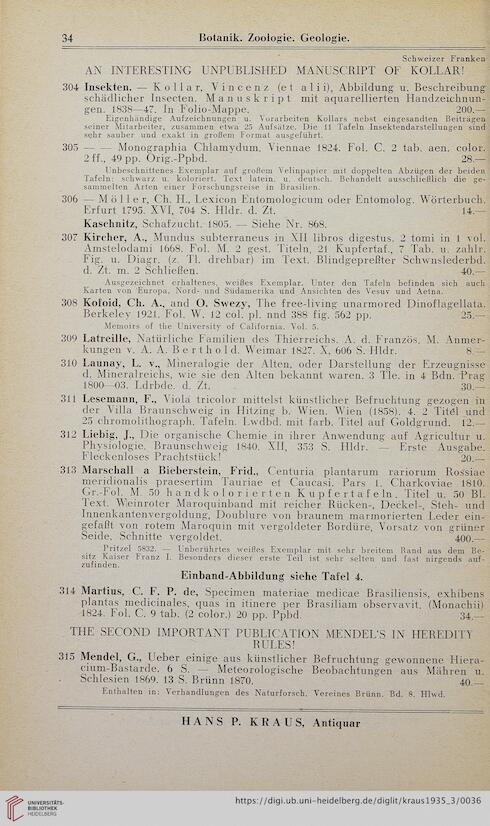 34 Botanik. Zoologie. Geologie.
Schweizer Franken
AN INTERESTING UNPUBLISHED MANUSCRIPT OF KOLLAR!
304 Insekten. — Kollar, Vincenz (et alii), Abbildung u. Beschreibung
schädlicher Insecten. Manuskript mit aquarellierten Handzeichnun-
gen. 1838—47. In Folio-Mappe. 200.—
Eigenhändige Aufzeichnungen u. Vorarbeiten Kollars nebst eingesandten Beiträgen
seiner Mitarbeiter, zusammen etwa 25 Aufsätze. Die 11 Tafeln Insektendarstellungen sind
sehr sauber und exakt in großem Format ausgeführt.
305 — — Monographia Chlamydum. Viennae 1824. Fol. C. 2 tab. aen. color.
2 ff., 49 pp. Orig.-Ppbd. 28.—
Unbeschnittenes Exemplar auf großem Velinpapier mit doppelten Abzügen der beiden
Tafeln: schwarz u. koloriert. Text latein. u. deutsch. Behandelt ausschließlich die ge-
sammelten Arten einer Forschungsreise in Brasilien.
306 — Möller, Ch. H., Lexicon Entomologicum oder Entomolog. Wörterbuch.
Erfurt 1795. XVI, 704 S. Hldr. d. Zt. 14.—
Kaschnitz, Schafzucht. 1805. — Siehe Nr. 868.
307 Kircher, A., Mundus subterraneus in XII libros digestus. 2 tomi in 1 vol.
Amstelodami 1668. Fol. M. 2 gest. Titeln, 21 Kupfertaf., 7 Tab. u. zahlr.
Fig. u. Diagr. (z. Tl. drehbar) im Text. Blindgepreßter Schwnslederbd.
d. Zt. m. 2 Schließen. 40.—
Ausgezeichnet erhaltenes, weißes Exemplar. Unter den Tafeln befinden sich auch
Karten von Europa, Nord- und Südamerika und Ansichten des Vesuv und Aetna.
308 Kofoid, Ch. A., and O. Swezy, The free-living unarmored Dinoflagellata.
Berkeley 1921. Fol. W. 12 col. pl. nnd 388 fig. 562 pp. 25.—
Memoirs of the University of California. Vol. 5.
309 Latreille, Natürliche Familien des Thierreichs. A. d. Französ. M. Anmer-
kungen v. A. A. Berthold. Weimar 1827. X, 606 S. Hldr. 8.—
310 Launay, L. v., Mineralogie der Alten, oder Darstellung der Erzeugnisse
d. Mineralreichs, wie sie den Alten bekannt waren. 3 Tle. in 4 Bdn. Prag
1800—03. Ldrbde. d. Zt. 30.—
311 Lesemann, F., Viola tricolor mittelst künstlicher Befruchtung gezogen in
der Villa Braunschweig in Hitzing b. Wien. Wien (1858). 4. 2 Titel und
25 chromolithograph. Tafeln. Lwdbd. mit farb. Titel auf Goldgrund. 12.—
312 Liebig, J., Die organische Chemie in ihrer Anwendung auf Agricultur u.
Physiologie. Braunschweig 1840. XII, 353 S. Hldr. — Erste Ausgabe.
Fleckenloses Prachtstück! 20.—
313 Marschall a Bieberstein, Frid., Centuria plantarum rariorum Rossiae
meridionalis praesertim Tauriae et Caucasi. Pars 1. Charkoviae 1810.
Gr.-Fol. M. 50 handkolorierten Kupfertafeln. Titel u. 50 Bl.
Text. Weinroter Maroquinband mit reicher Rücken-, Deckel-, Steh- und
Innenkantenvergoldung, Doublure von braunem marmorierten Leder ein-
gefaßt von rotem Maroquin mit vergoldeter Bordüre, Vorsatz von grüner
Seide. Schnitte vergoldet. 400.—
Pritzel 5832. — Unberührtes weißes Exemplar mit sehr breitem Rand aus dem Be-
sitz Kaiser Franz I. Besonders dieser erste Teil ist sehr selten und fast nirgends auf-
zufinden.
Einband-Abbildung siehe Tafel 4.
314 Martius, C. F. P. de, Specimen materiae medicae Brasiliensis, exhibens
plantas medicinales, quas in itinere per Brasiliam observavit. (Monachii)
1824. Fol. C. 9 tab. (2 color.) 20 pp. Ppbd. 34.—
THE SECOND IMPORTANT PUBLICATION MENDEL'S IN HEREDITY
RULES!
315 Mendel, G., Ueber einige aus künstlicher Befruchtung gewonnene Hiera-
cium-Bastarde. 6 S. — Meteorologische Beobachtungen aus Mähren u.
Schlesien 1869. 13 S. Brünn 1870. 40.—
Enthalten in: Verhandlungen des Naturforsch. Vereines Brünn. Bd. 8. Hlwd.
HANS P. KRAUS, Antiquar
UNIVERSITÄTS-
BIBLIOTHEK
HEIDELBERG
https://digi.ub.uni-heidelberg.de/diglit/kraus1935_3/0036